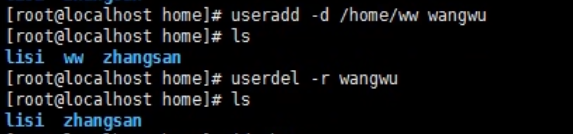 [root@localhost home]# useradd -d /home/ww wangwu
[root@localhost home]# ls
lisi ww zhangsan
[root@localhost home]# userdel -r wangwu
[root@localhost home]# ls
lisi zhangsan